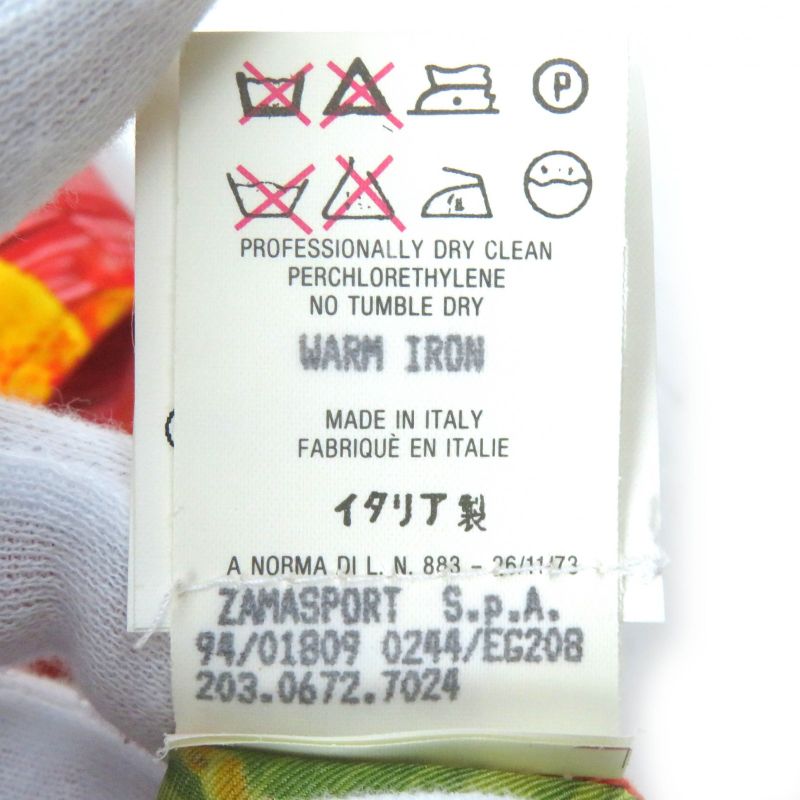 P
PROFESSIONALLY DRY CLEAN
PERCHLORETHYLENE
NO TUMBLE DRY
WARM IRON
MADE IN ITALY
FABRIQUÈ EN ITALIE
イタリア製
A NORMA DI L. N. 883 - 26/11/73
ZAMASPORT S.p.A.
94/01809 0244/EG208
203.0672.7024